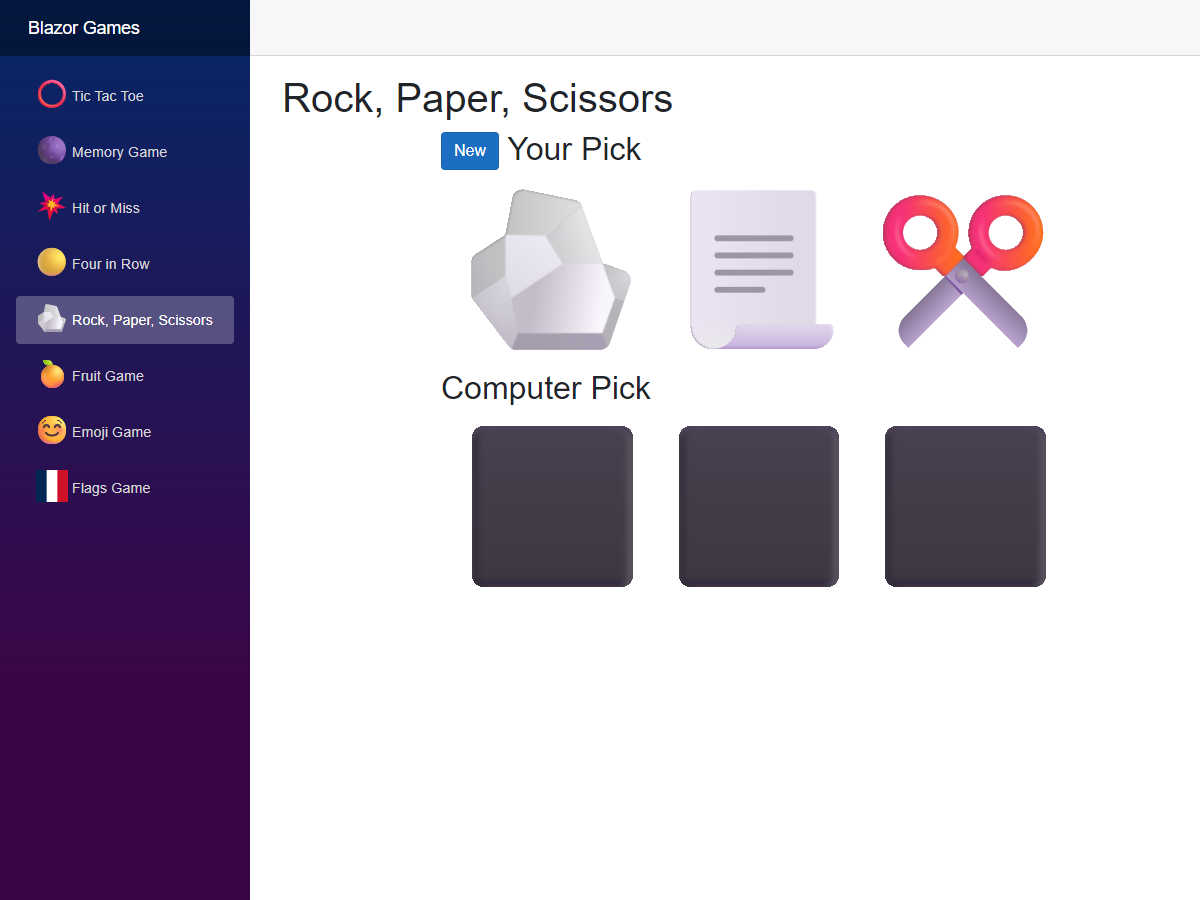 Blazor Games
Tic Tac Toe
Memory Game
Hit or Miss
Four in Row
Rock, Paper, Scissors
Fruit Game
Emoji Game
Flags Game
Rock, Paper, Scissors
New Your Pick
Computer Pick